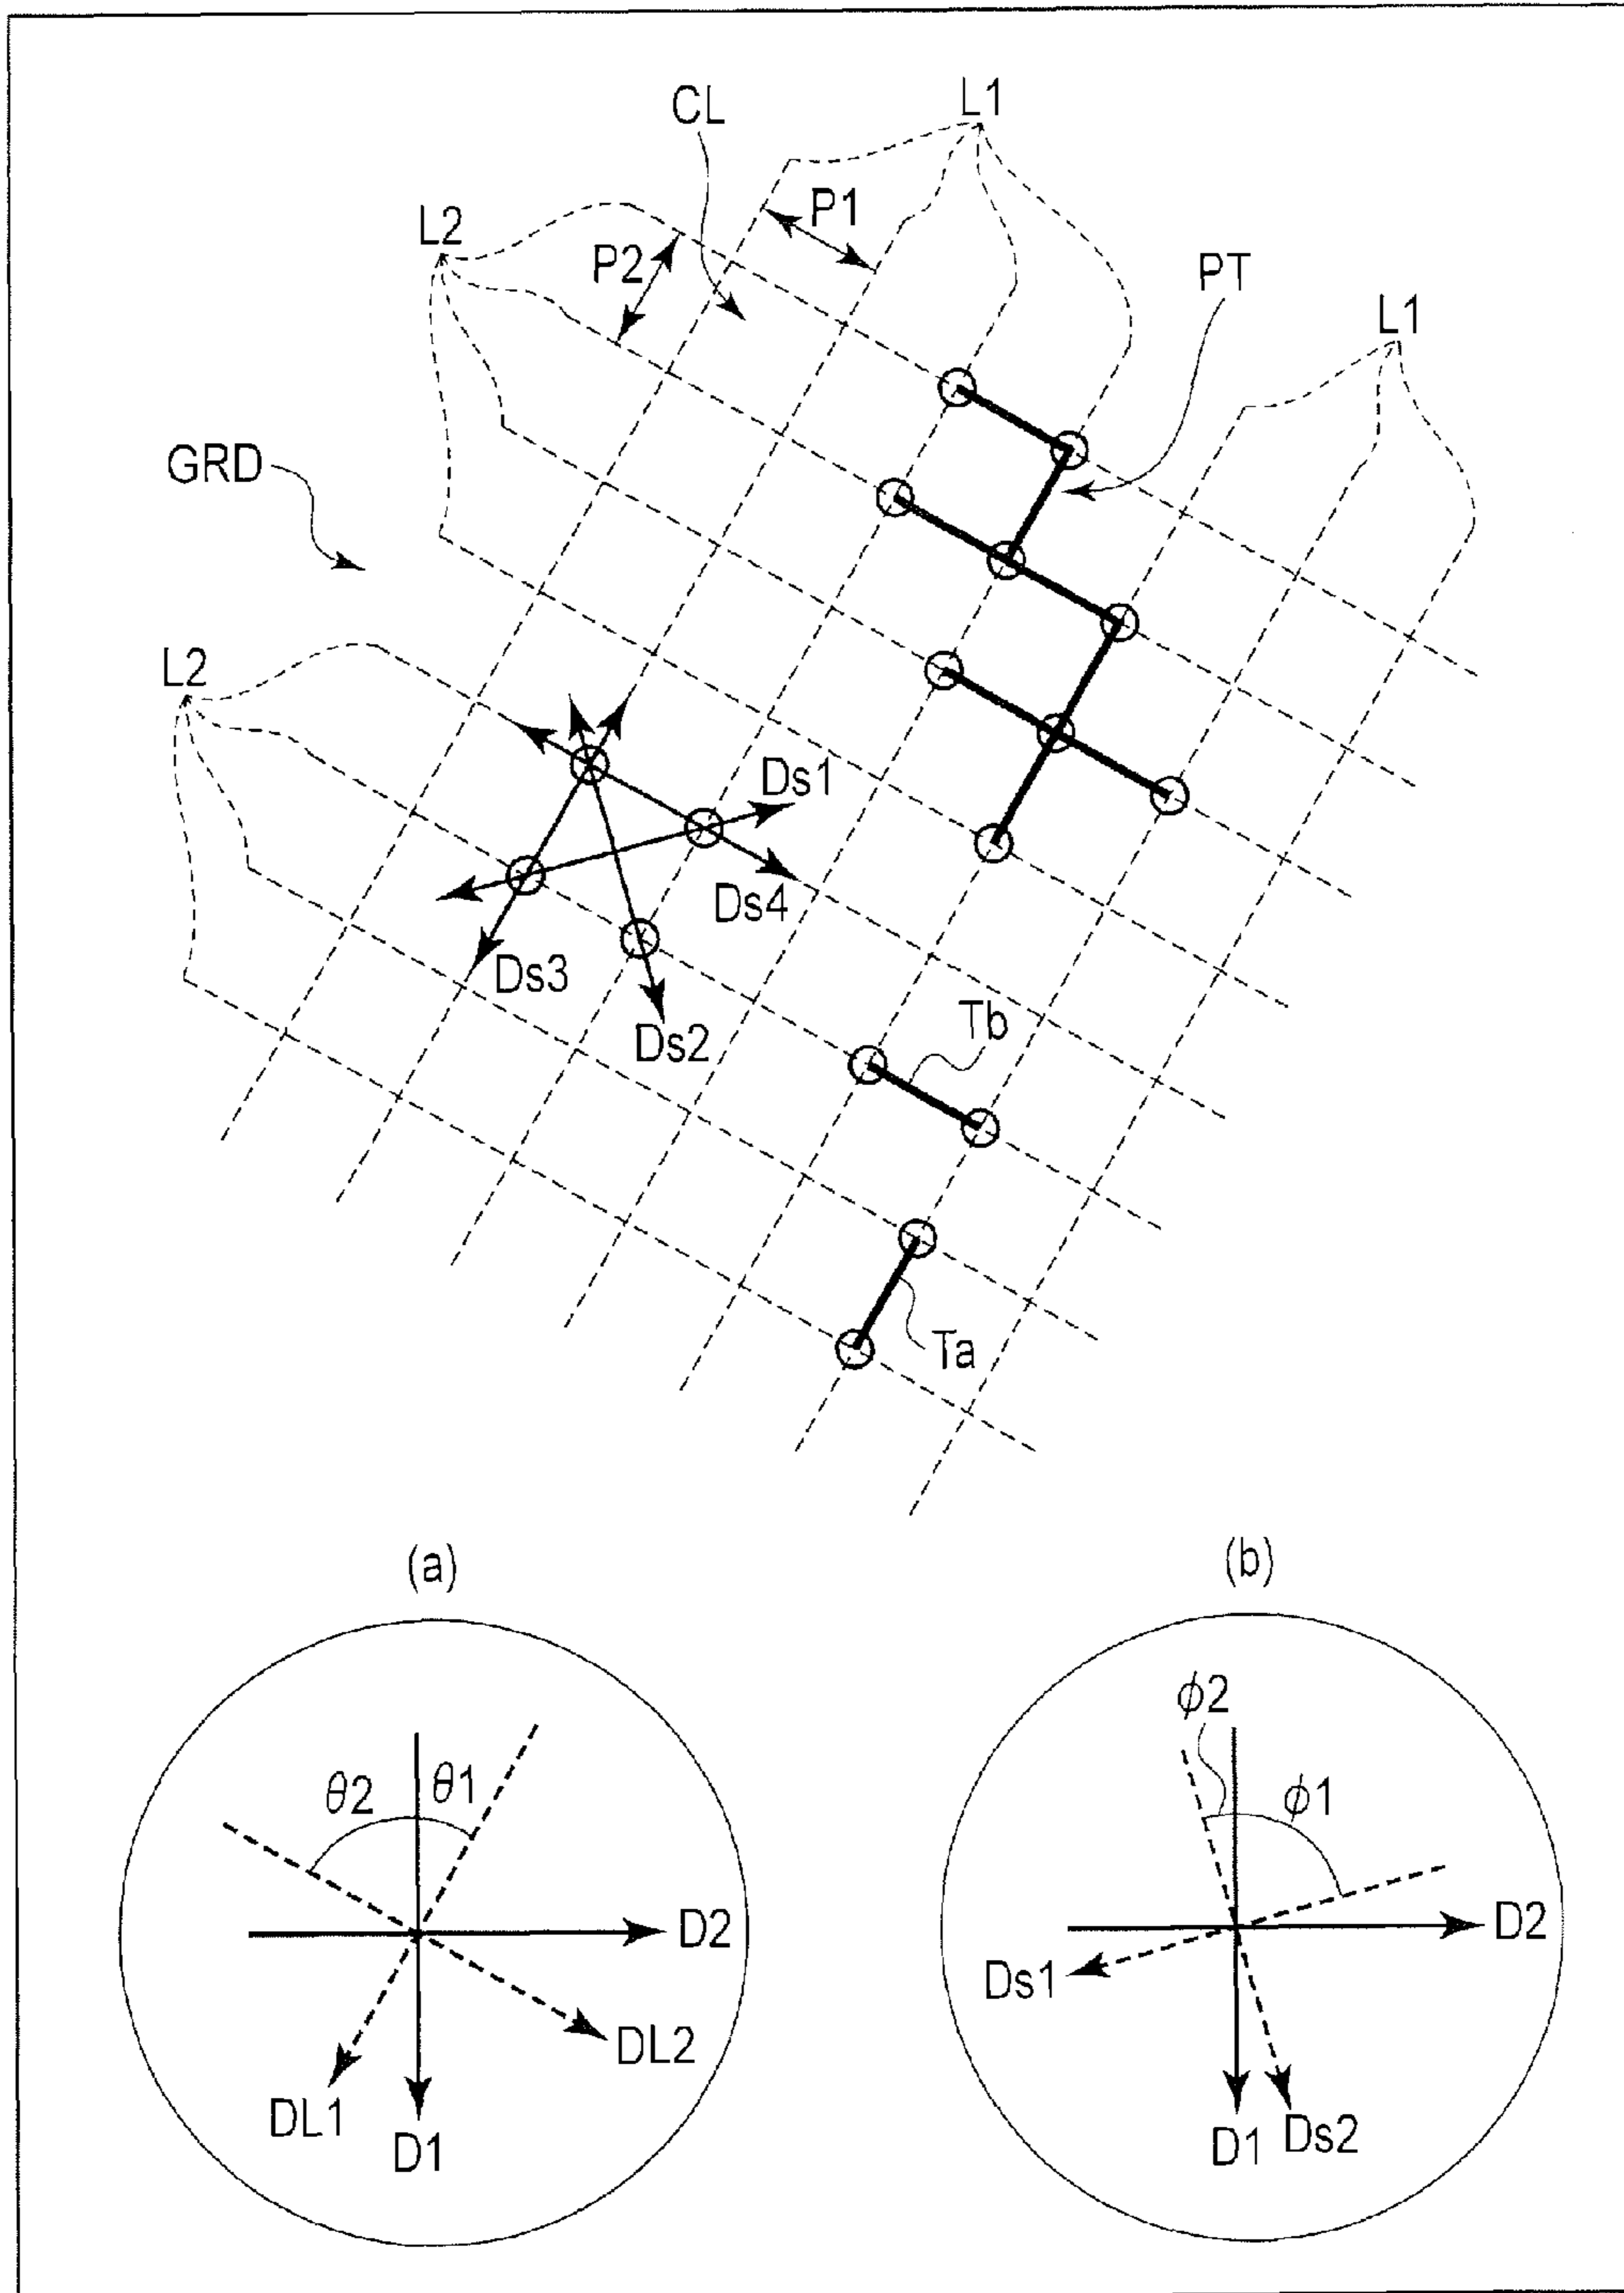 CL
L1
P1
L2
P2
PT
L1
GRD
L2
Ds1
Ds4
Ds3
Ds2
Tb
Ta
(a)
(b)
θ2
θ1
D2
DL2
DL1
D1
ϕ2
ϕ1
D2
Ds1
D1
Ds2